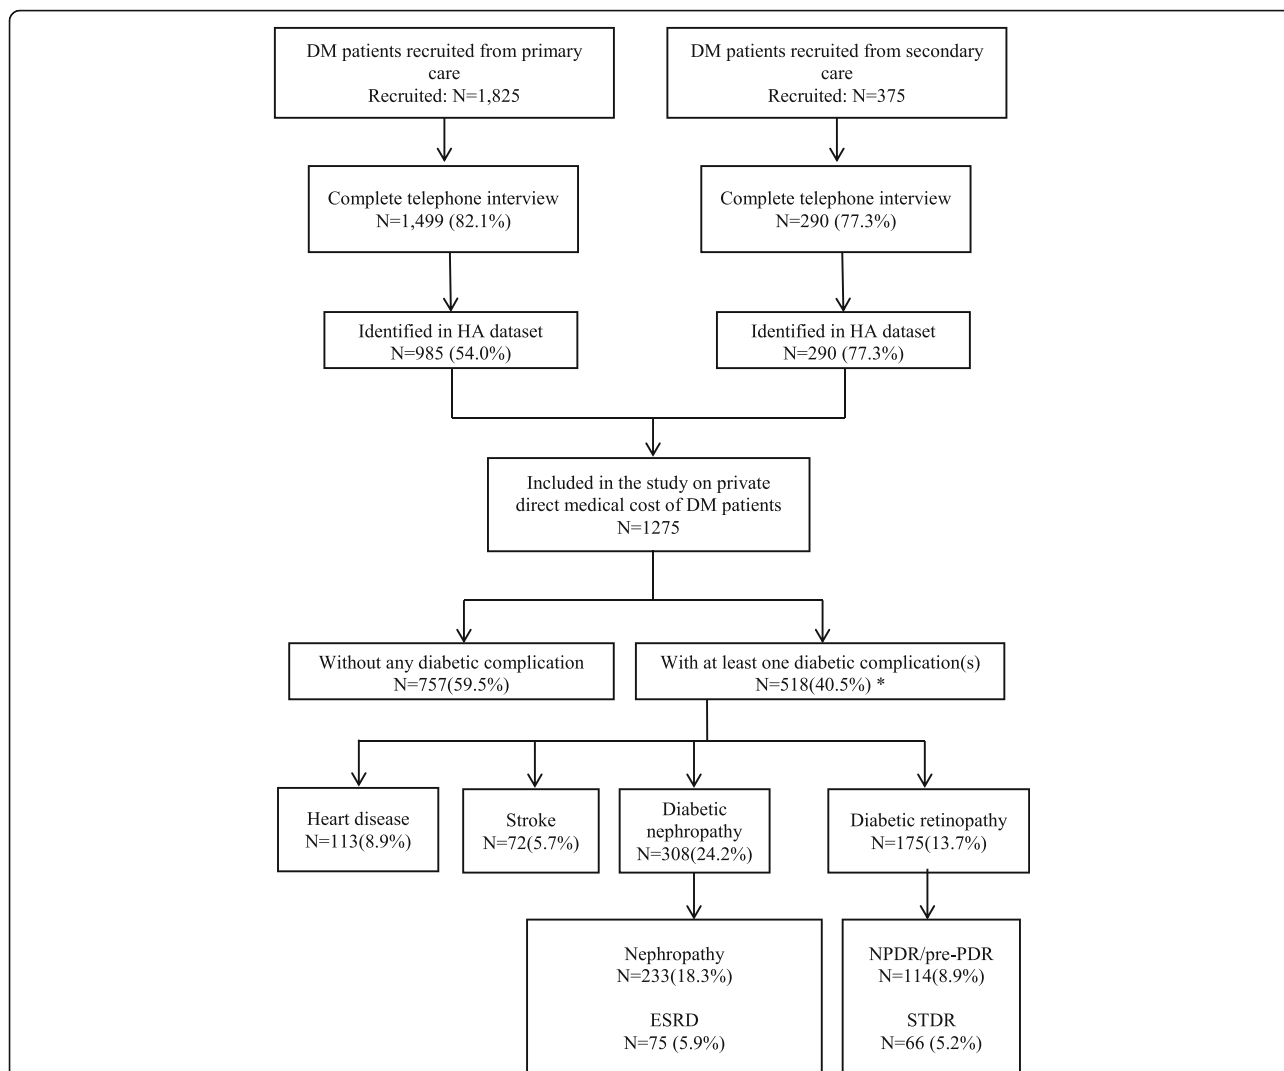 DM patients recruited from primary
care
Recruited: N=1,825
DM patients recruited from secondary
care
Recruited: N=375
Complete telephone interview
N=1,499 (82.1%)
Complete telephone interview
N=290 (77.3%)
Identified in HA dataset
N=985 (54.0%)
Identified in HA dataset
N=290 (77.3%)
Included in the study on private
direct medical cost of DM patients
N=1275
Without any diabetic complication
N=757(59.5%)
With at least one diabetic complication(s)
N=518(40.5%) *
Heart disease
N=113(8.9%)
Stroke
N=72(5.7%)
Diabetic
nephropathy
N=308(24.2%)
Diabetic retinopathy
N=175(13.7%)
Nephropathy
N=233(18.3%)
ESRD
N=75 (5.9%)
NPDR/pre-PDR
N=114(8.9%)
STDR
N=66 (5.2%)